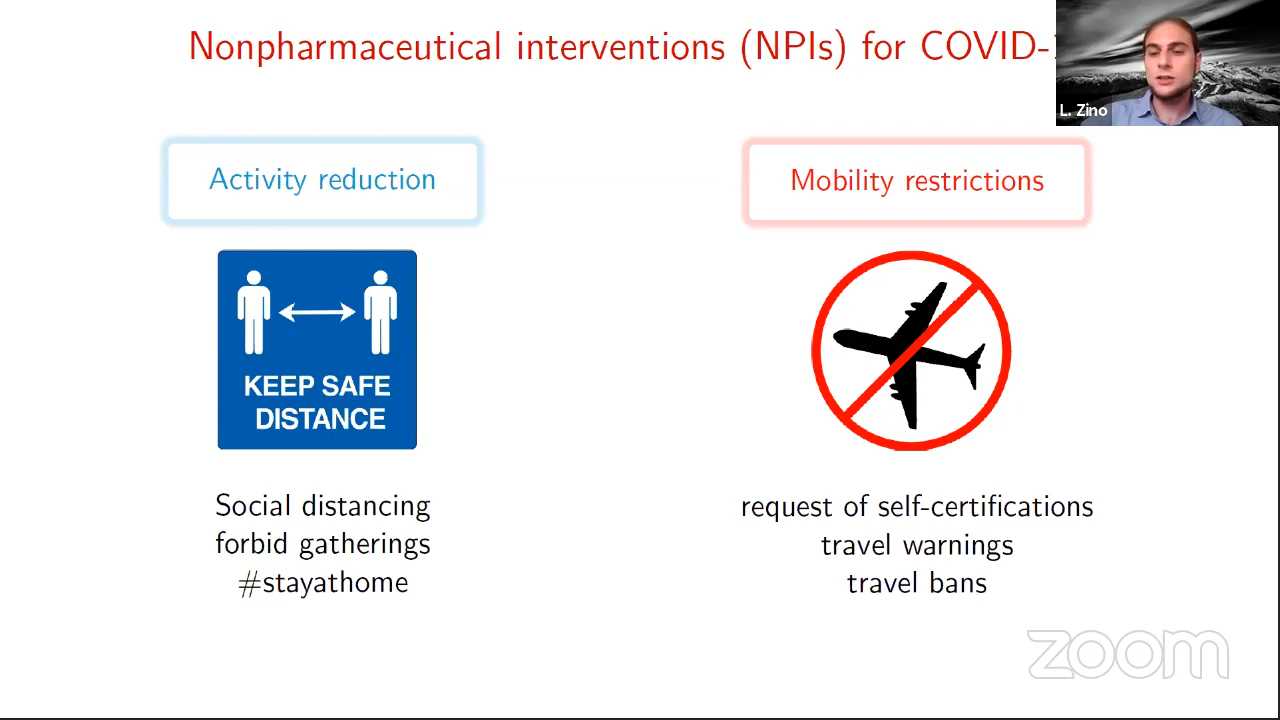 Nonpharmaceutical interventions (NPIs) for COVID-
L. Zino
Activity reduction
Mobility restrictions
KEEP SAFE
DISTANCE
Social distancing
forbid gatherings
#stayathome
request of self-certifications
travel warnings
travel bans
zoom